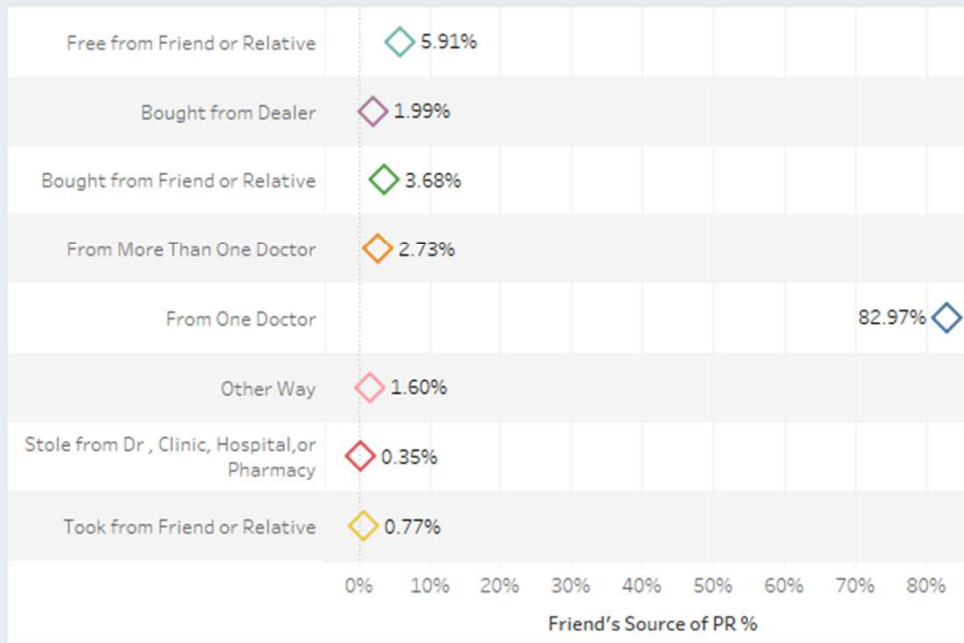 Free from Friend or Relative 5.91%
Bought from Dealer 1.99%
Bought from Friend or Relative 3.68%
From More Than One Doctor 2.73%
From One Doctor 82.97%
Other Way 1.60%
Stole from Dr , Clinic, Hospital,or
Pharmacy 0.35%
Took from Friend or Relative 0.77%
0% 10% 20% 30% 40% 50% 60% 70% 80%
Friend's Source of PR %